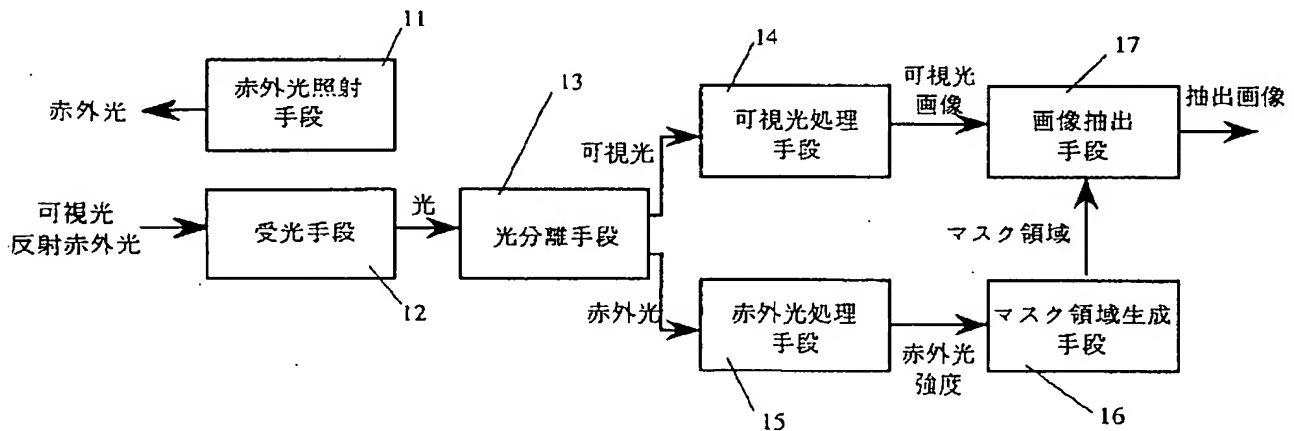 11
赤外光照射
手段
赤外光
可視光
反射赤外光
受光手段
12
光
13
光分離手段
可視光
赤外光
14
可視光処理
手段
可視光
画像
15
赤外光処理
手段
赤外光
強度
16
マスク領域生成
手段
マスク領域
17
画像抽出
手段
抽出画像